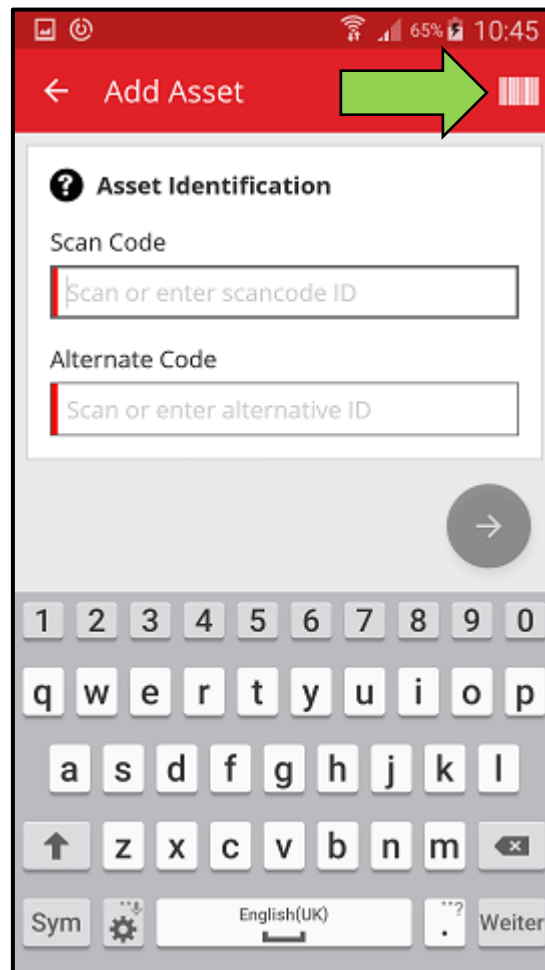 65% 10:45
Add Asset
? Asset Identification
Scan Code
Scan or enter scancode ID
Alternate Code
Scan or enter alternative ID
1 2 3 4 5 6 7 8 9 0
q w e r t y u i o p
a s d f g h j k l
z x c v b n m
Sym English(UK) . ? Weiter